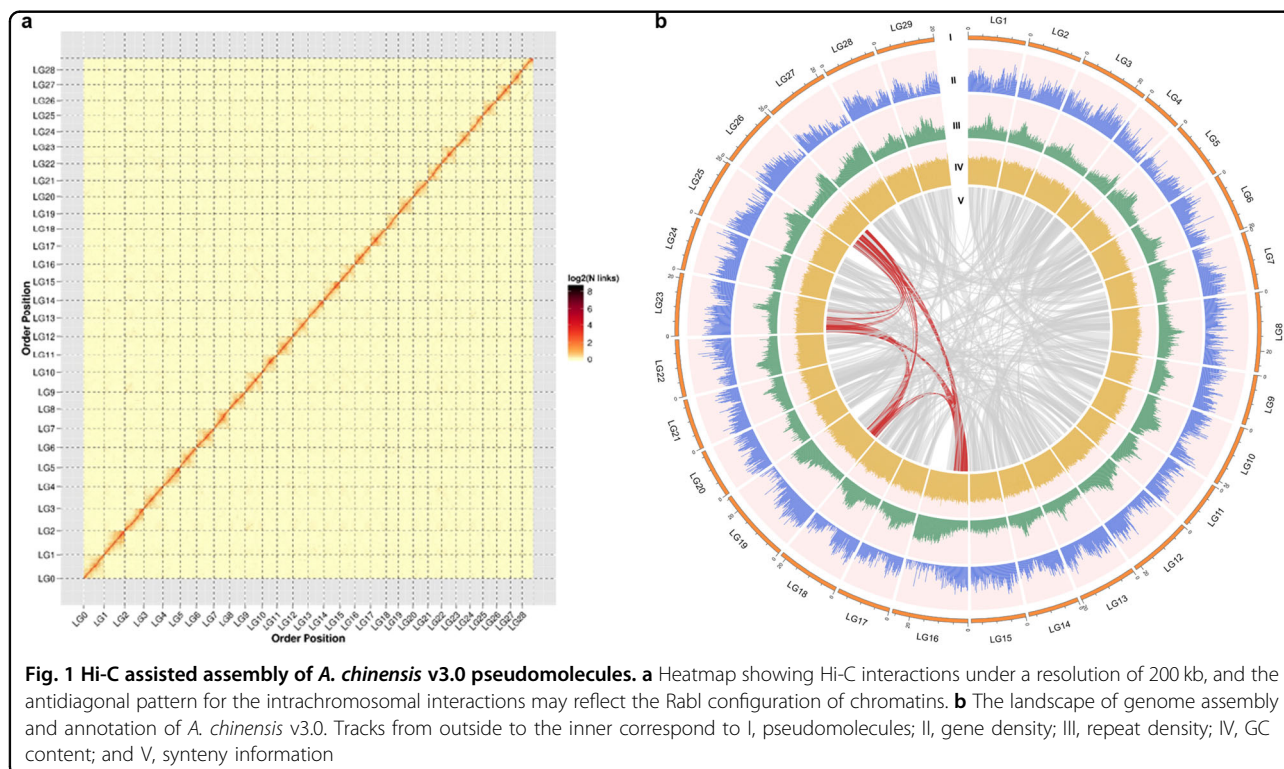 a
LG28
LG27
LG26
LG25
LG24
LG23
LG22
LG21
LG20
LG19
LG18
LG17
LG16
LG15
LG14
LG13
LG12
LG11
LG10
LG9
LG8
LG7
LG6
LG5
LG4
LG3
LG2
LG1
LG0
Order Position
LG0 LG1 LG2 LG3 LG4 LG5 LG6 LG7 LG8 LG9 LG10 LG11 LG12 LG13 LG14 LG15 LG16 LG17 LG18 LG19 LG20 LG21 LG22 LG23 LG24 LG25 LG26 LG27 LG28
Order Position
log2(N links)
8
6
4
2
0
b
I
II
III
IV
V
LG1
LG2
LG3
LG4
LG5
LG6
LG7
LG8
LG9
LG10
LG11
LG12
LG13
LG14
LG15
LG16
LG17
LG18
LG19
LG20
LG21
LG22
LG23
LG24
LG25
LG26
LG27
LG28
LG29
Fig. 1 Hi-C assisted assembly of A. chinensis v3.0 pseudomolecules. a Heatmap showing Hi-C interactions under a resolution of 200 kb, and the
antidiagonal pattern for the intrachromosomal interactions may reflect the Rabl configuration of chromatins. b The landscape of genome assembly
and annotation of A. chinensis v3.0. Tracks from outside to the inner correspond to I, pseudomolecules; II, gene density; III, repeat density; IV, GC
content; and V, synteny information